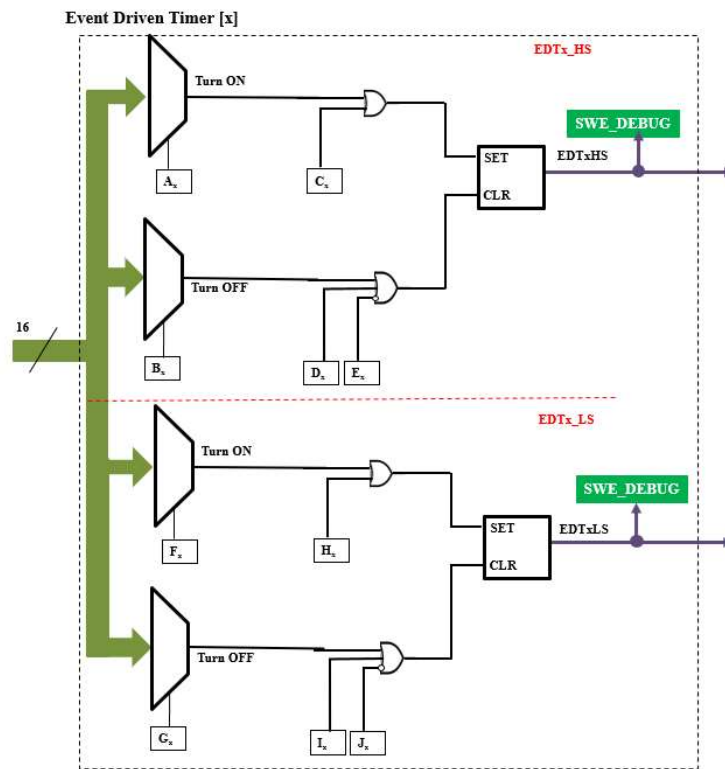 Event Driven Timer [x]
EDTx_HS
Turn ON
SWE_DEBUG
SET
EDTxHS
Aₓ
Cₓ
CLR
Turn OFF
16
Bₓ
Dₓ
Eₓ
EDTx_LS
Turn ON
SWE_DEBUG
SET
EDTxLS
Fₓ
Hₓ
CLR
Turn OFF
Gₓ
Iₓ
Jₓ